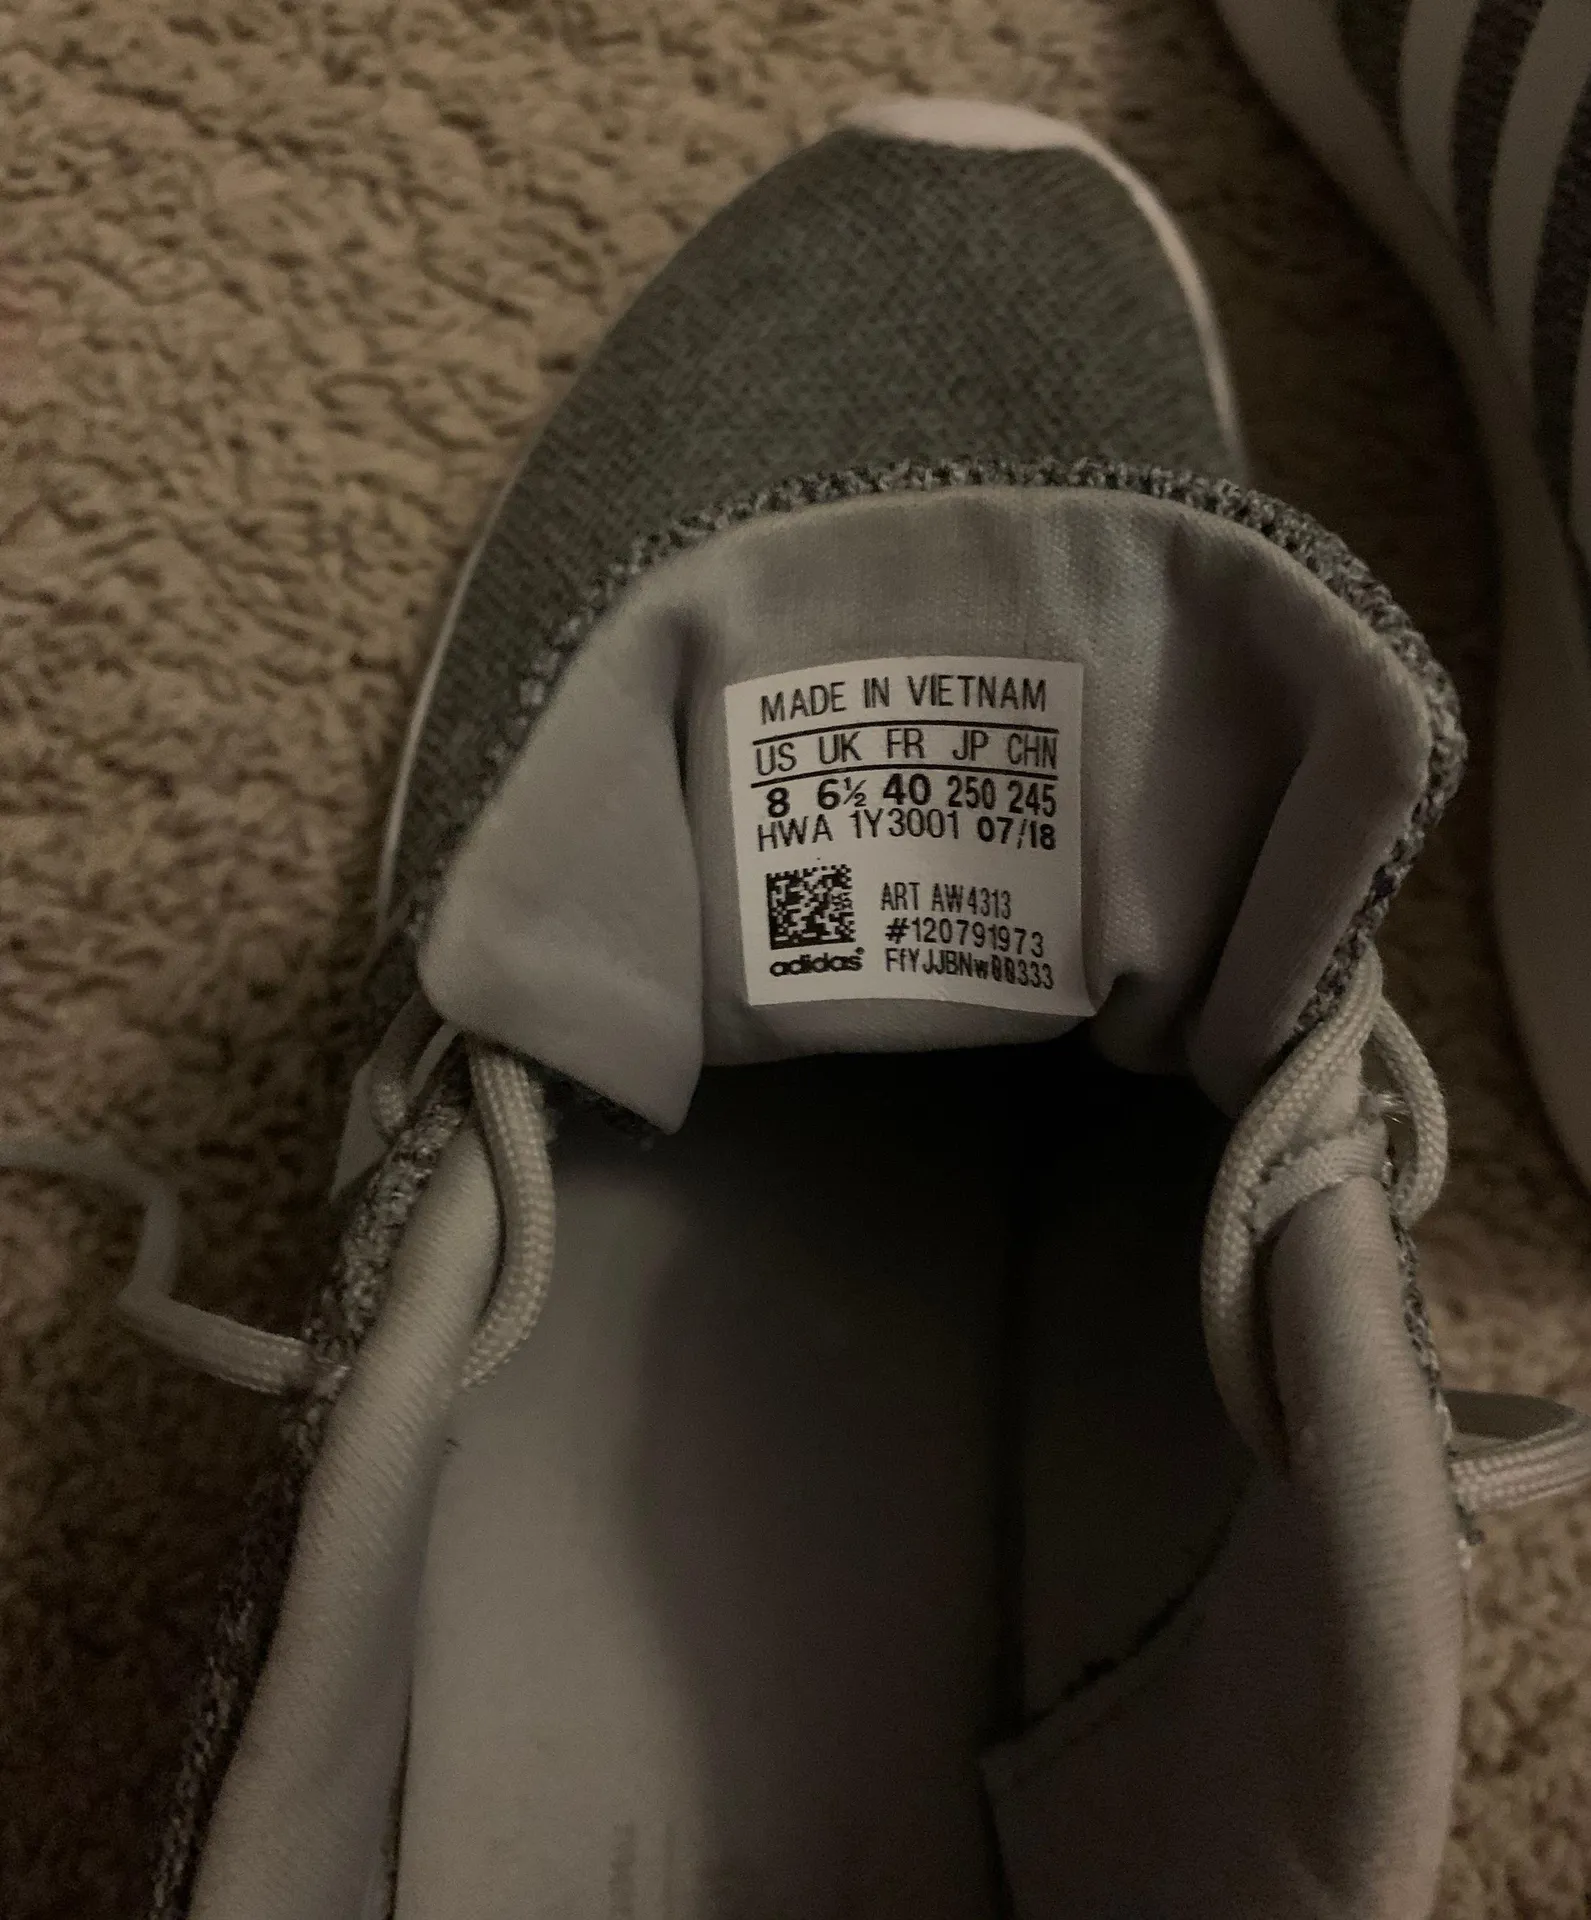 MADE IN VIETNAM
US UK FR JP CHN
8 6½ 40 250 245
HWA 1Y3001 07/18
ART AW4313
#120791973
adidas®